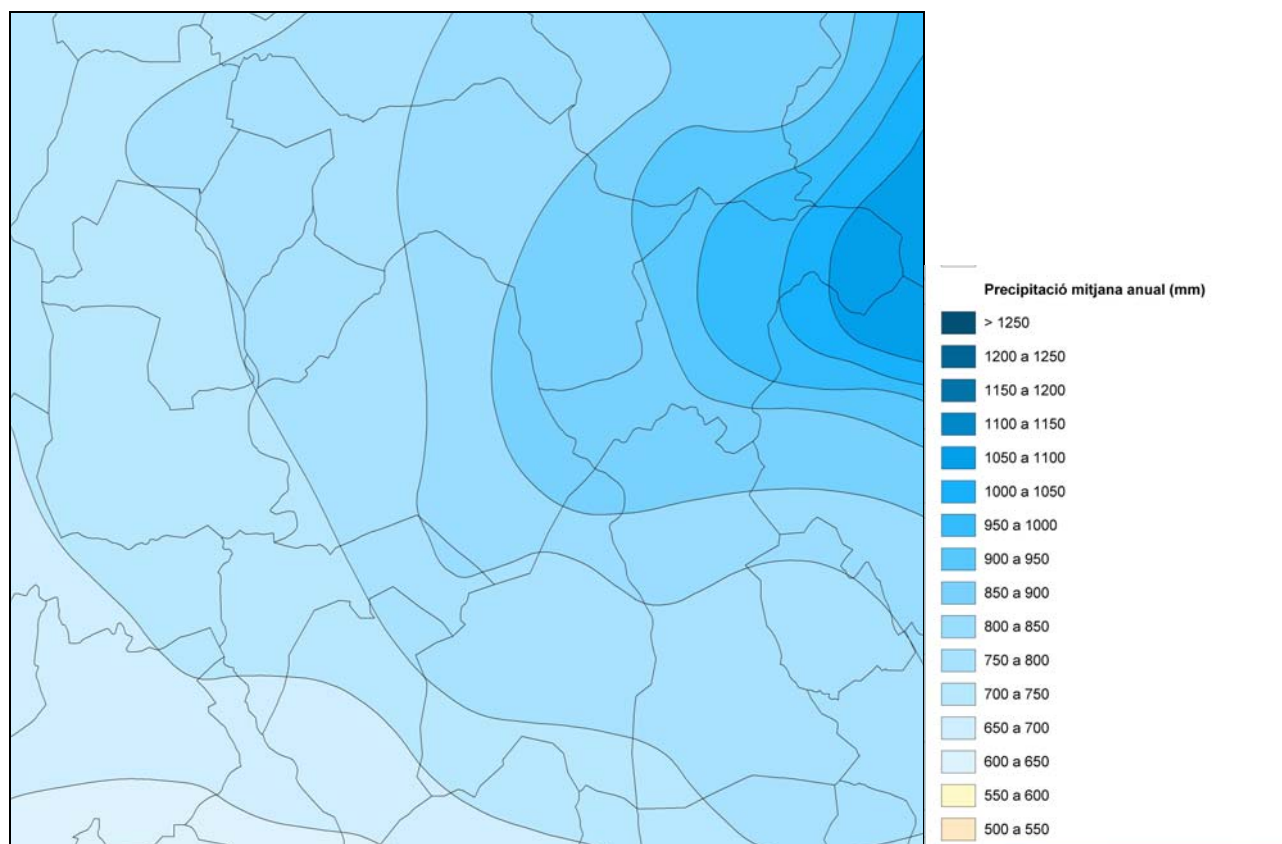 Precipitació mitjana anual (mm)
> 1250
1200 a 1250
1150 a 1200
1100 a 1150
1050 a 1100
1000 a 1050
950 a 1000
900 a 950
850 a 900
800 a 850
750 a 800
700 a 750
650 a 700
600 a 650
550 a 600
500 a 550